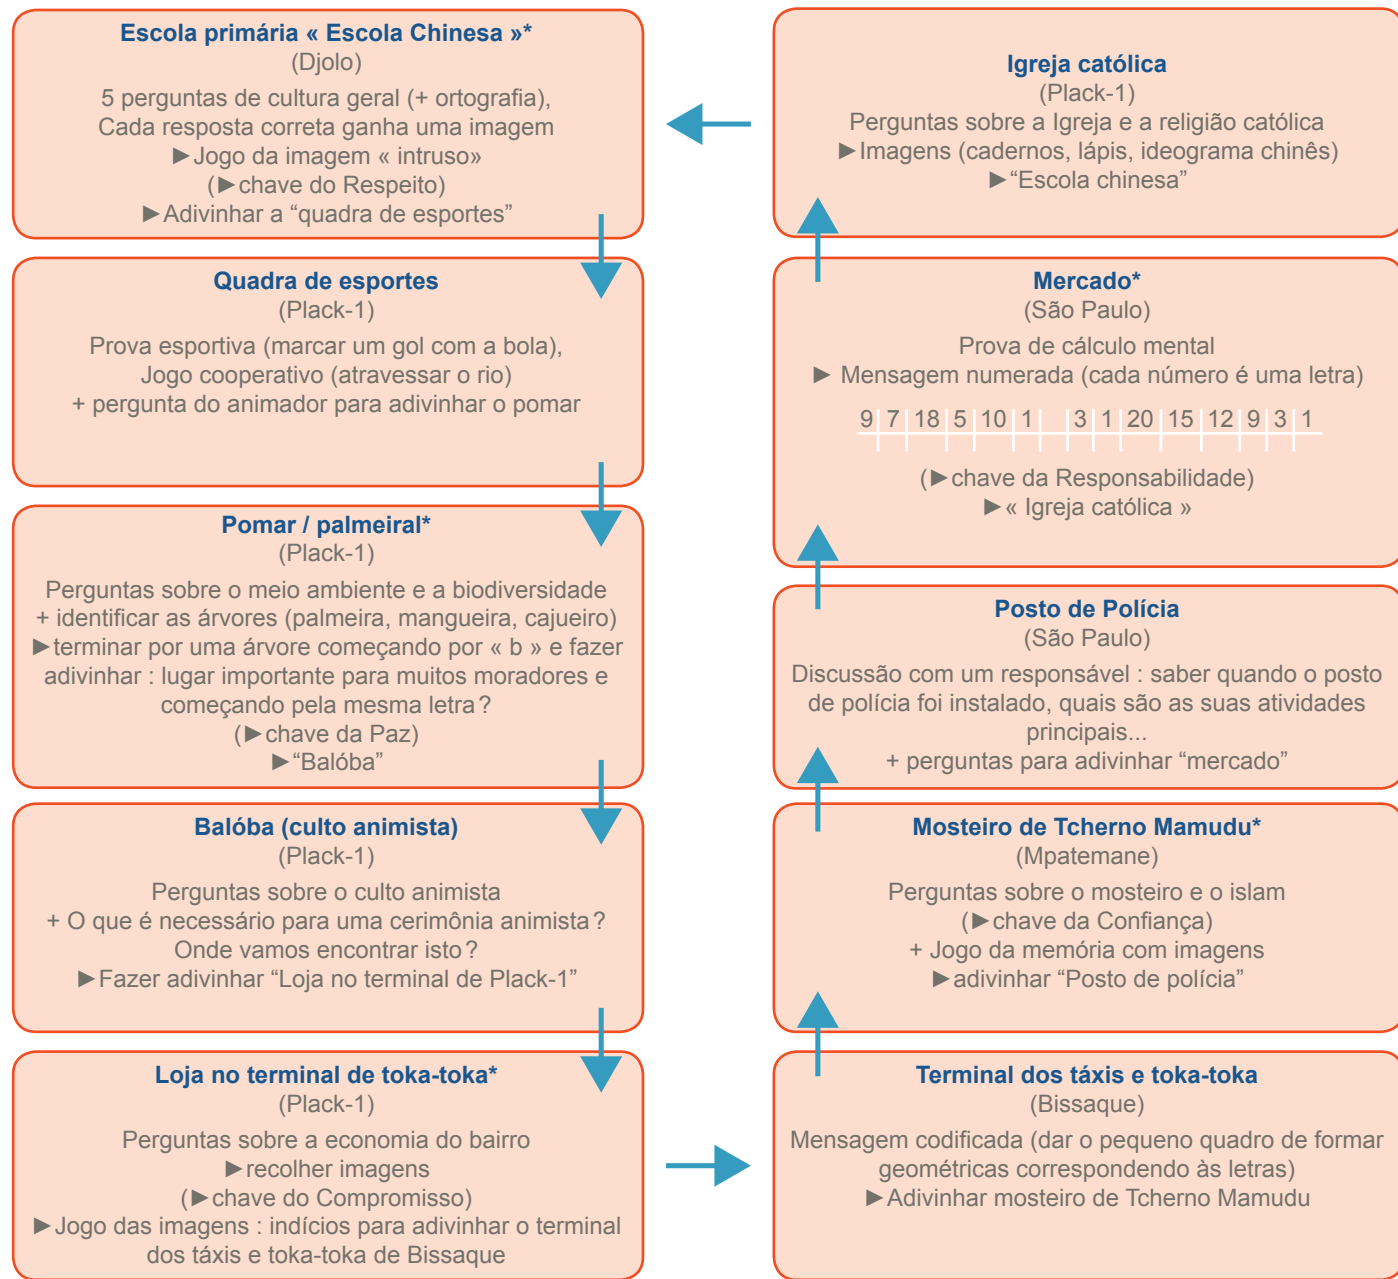 Escola primária « Escola Chinesa »*
(Djolo)
5 perguntas de cultura geral (+ ortografia),
Cada resposta correta ganha uma imagem
►Jogo da imagem « intruso»
(►chave do Respeito)
►Adivinhar a “quadra de esportes”
Quadra de esportes
(Plack-1)
Prova esportiva (marcar um gol com a bola),
Jogo cooperativo (atravessar o rio)
+ pergunta do animador para adivinhar o pomar
Pomar / palmeiral*
(Plack-1)
Perguntas sobre o meio ambiente e a biodiversidade
+ identificar as árvores (palmeira, mangueira, cajueiro)
►terminar por uma árvore começando por « b » e fazer
adivinhar : lugar importante para muitos moradores e
começando pela mesma letra ?
(►chave da Paz)
►“Balóba”
Balóba (culto animista)
(Plack-1)
Perguntas sobre o culto animista
+ O que é necessário para uma cerimônia animista ?
Onde vamos encontrar isto ?
►Fazer adivinhar “Loja no terminal de Plack-1”
Loja no terminal de toka-toka*
(Plack-1)
Perguntas sobre a economia do bairro
►recolher imagens
(►chave do Compromisso)
►Jogo das imagens : indícios para adivinhar o terminal
dos táxis e toka-toka de Bissaque
Igreja católica
(Plack-1)
Perguntas sobre a Igreja e a religião católica
►Imagens (cadernos, lápis, ideograma chinês)
►“Escola chinesa”
Mercado*
(São Paulo)
Prova de cálculo mental
► Mensagem numerada (cada número é uma letra)
9 7 18 5 10 1 3 1 20 15 12 9 3 1
(►chave da Responsabilidade)
►« Igreja católica »
Posto de Polícia
(São Paulo)
Discussão com um responsável : saber quando o posto
de polícia foi instalado, quais são as suas atividades
principais...
+ perguntas para adivinhar “mercado”
Mosteiro de Tcherno Mamudu*
(Mpatemane)
Perguntas sobre o mosteiro e o islam
(►chave da Confiança)
+ Jogo da memória com imagens
►adivinhar “Posto de polícia”
Terminal dos táxis e toka-toka
(Bissaque)
Mensagem codificada (dar o pequeno quadro de formar
geométricas correspondendo às letras)
►Adivinhar mosteiro de Tcherno Mamudu